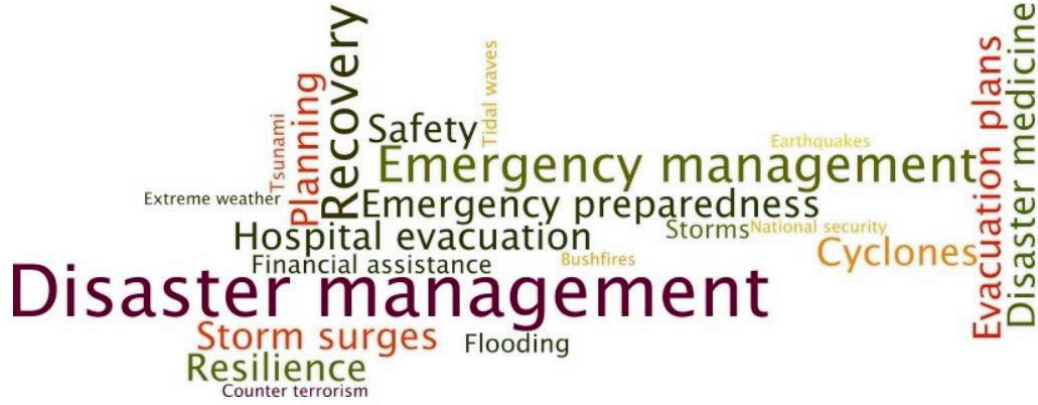 Recovery
Planning
Tsunami
Tidal waves
Safety
Evacuation plans
Disaster medicine
Earthquakes
Emergency management
Extreme weather
Emergency preparedness
Storms
National security
Hospital evacuation
Cyclones
Financial assistance
Bushfires
Disaster management
Storm surges
Flooding
Resilience
Counter terrorism